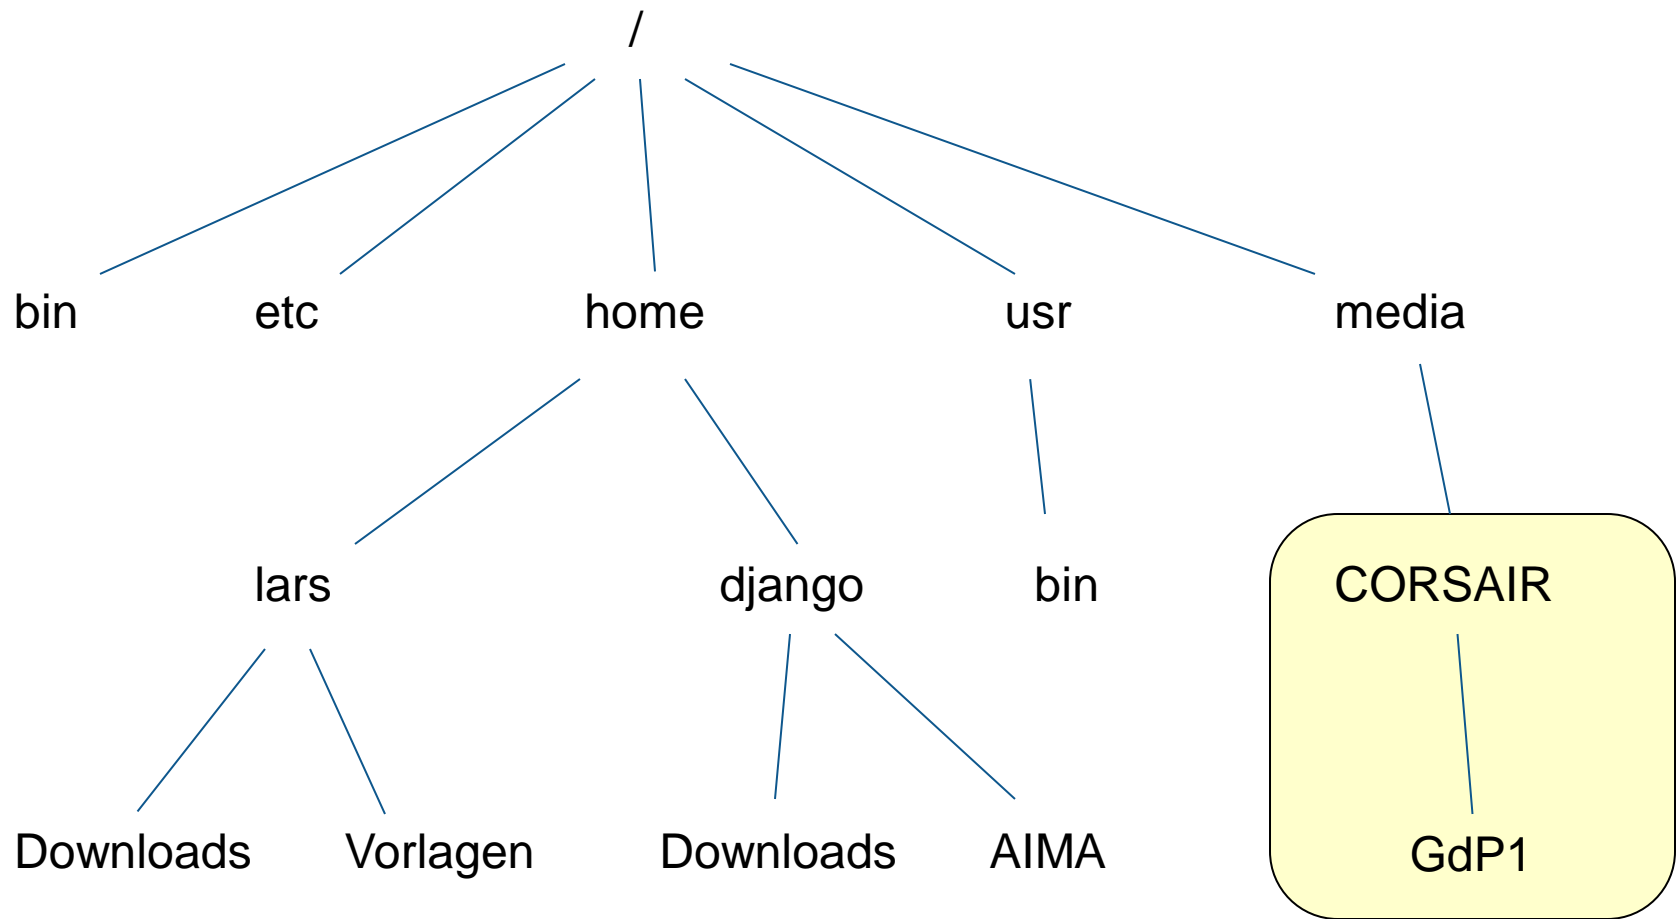 /
bin etc home usr media
lars django bin CORSAIR
Downloads Vorlagen Downloads AIMA GdP1